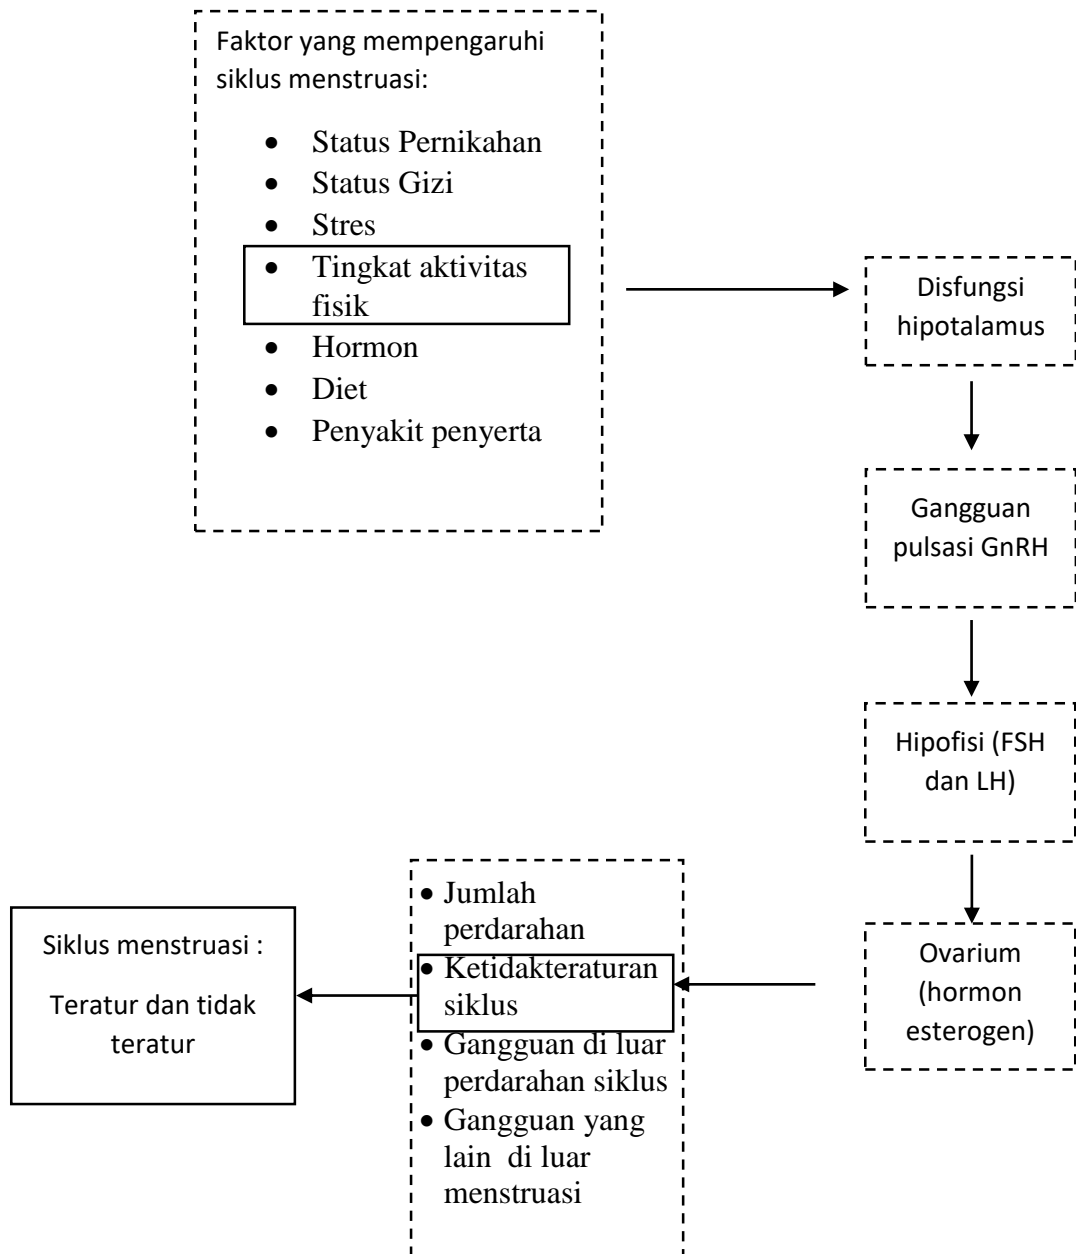 Faktor yang mempengaruhi
siklus menstruasi:
• Status Pernikahan
• Status Gizi
• Stres
• Tingkat aktivitas
fisik
• Hormon
• Diet
• Penyakit penyerta
Disfungsi
hipotalamus
Gangguan
pulsasi GnRH
Hipofisi (FSH
dan LH)
Ovarium
(hormon
esterogen)
• Jumlah
perdarahan
• Ketidakteraturan
siklus
• Gangguan di luar
perdarahan siklus
• Gangguan yang
lain di luar
menstruasi
Siklus menstruasi :
Teratur dan tidak
teratur